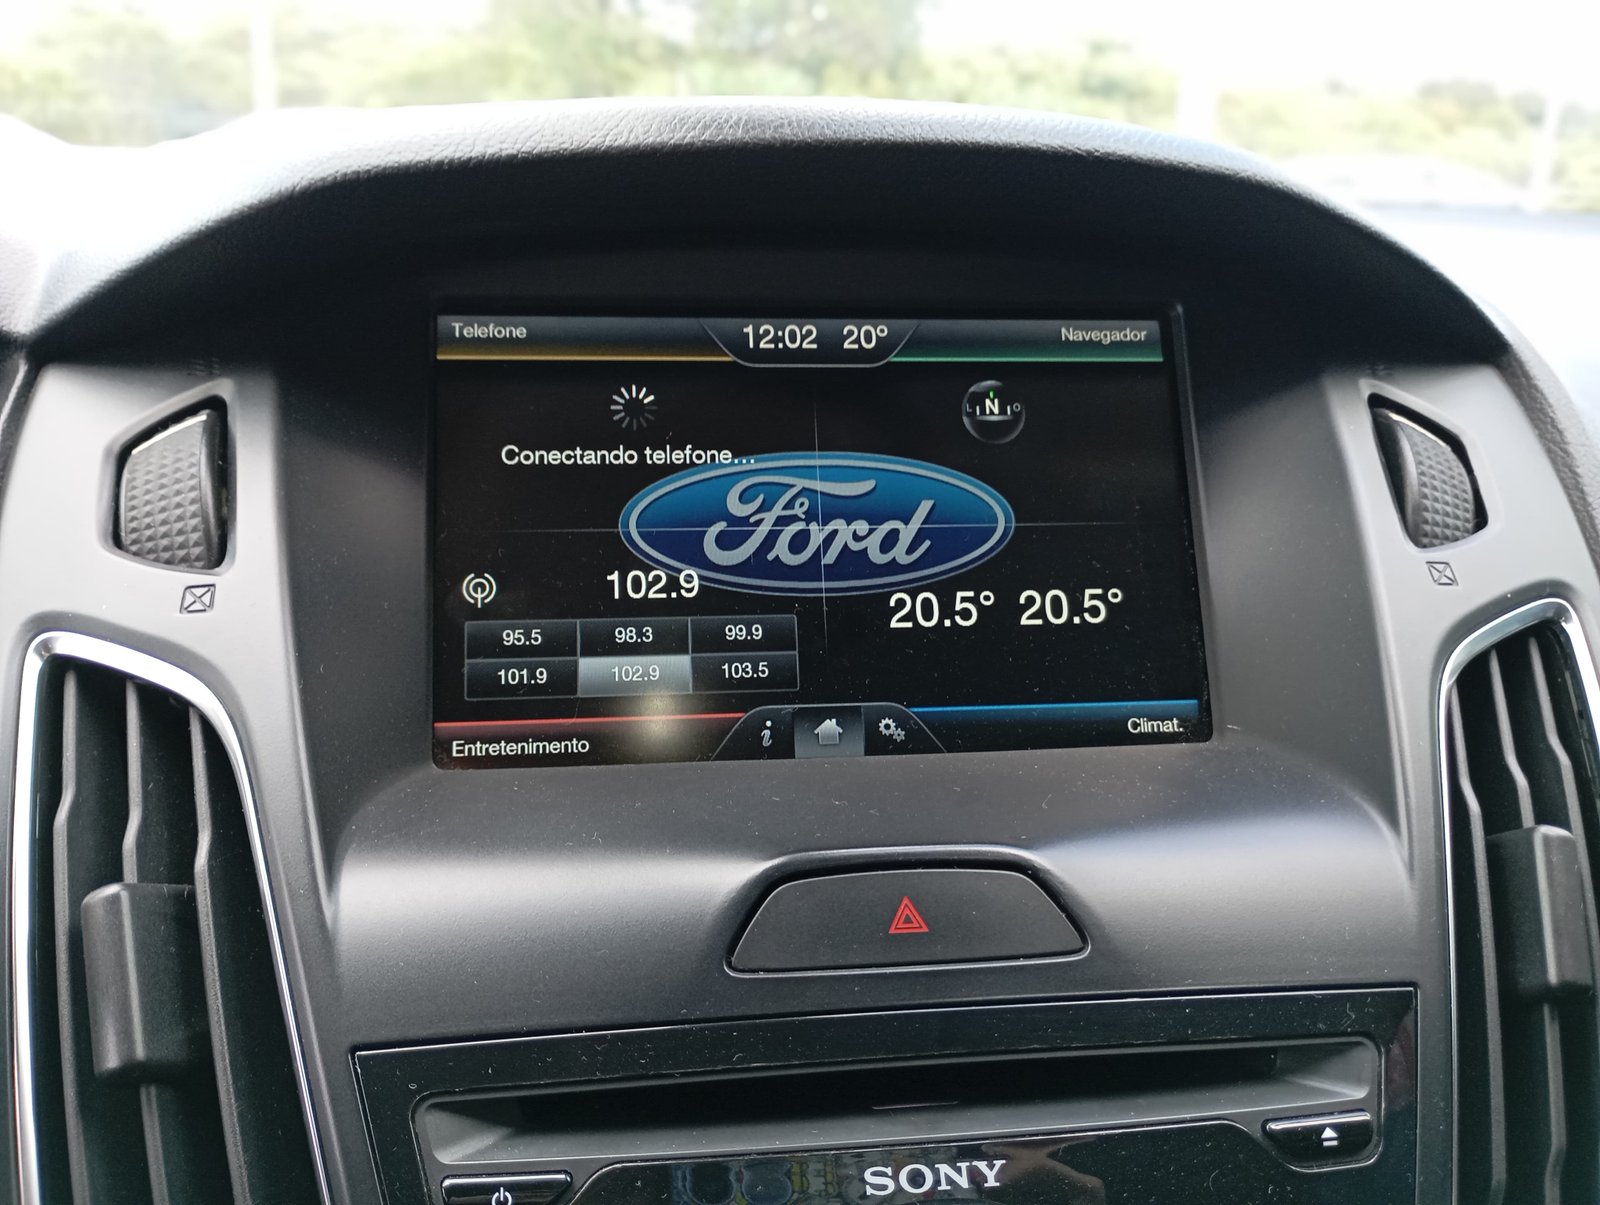 Telefone
12:02 20°
Navegador
Conectando telefone...
L N O
Ford
102.9
95.5 98.3 99.9
101.9 102.9 103.5
20.5° 20.5°
Entretenimento
i
Climat.
SONY